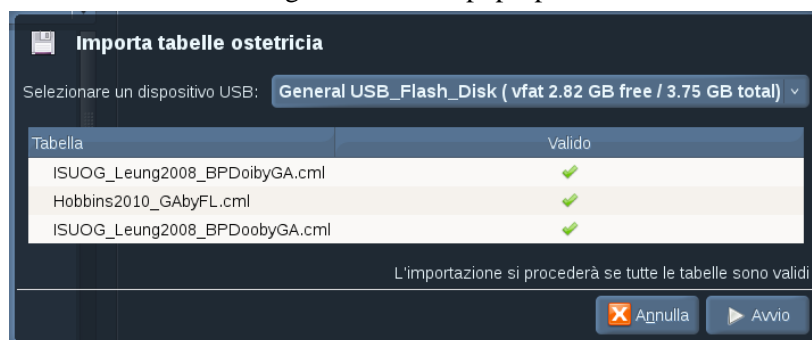 Importa tabelle ostetricia
Selezionare un dispositivo USB: General USB_Flash_Disk ( vfat 2.82 GB free / 3.75 GB total)
Tabella Valido
ISUOG_Leung2008_BPDoibyGA.cml
Hobbins2010_GAbyFL.cml
ISUOG_Leung2008_BPDoobyGA.cml
L'importazione si procederà se tutte le tabelle sono validi
Annulla Avvio